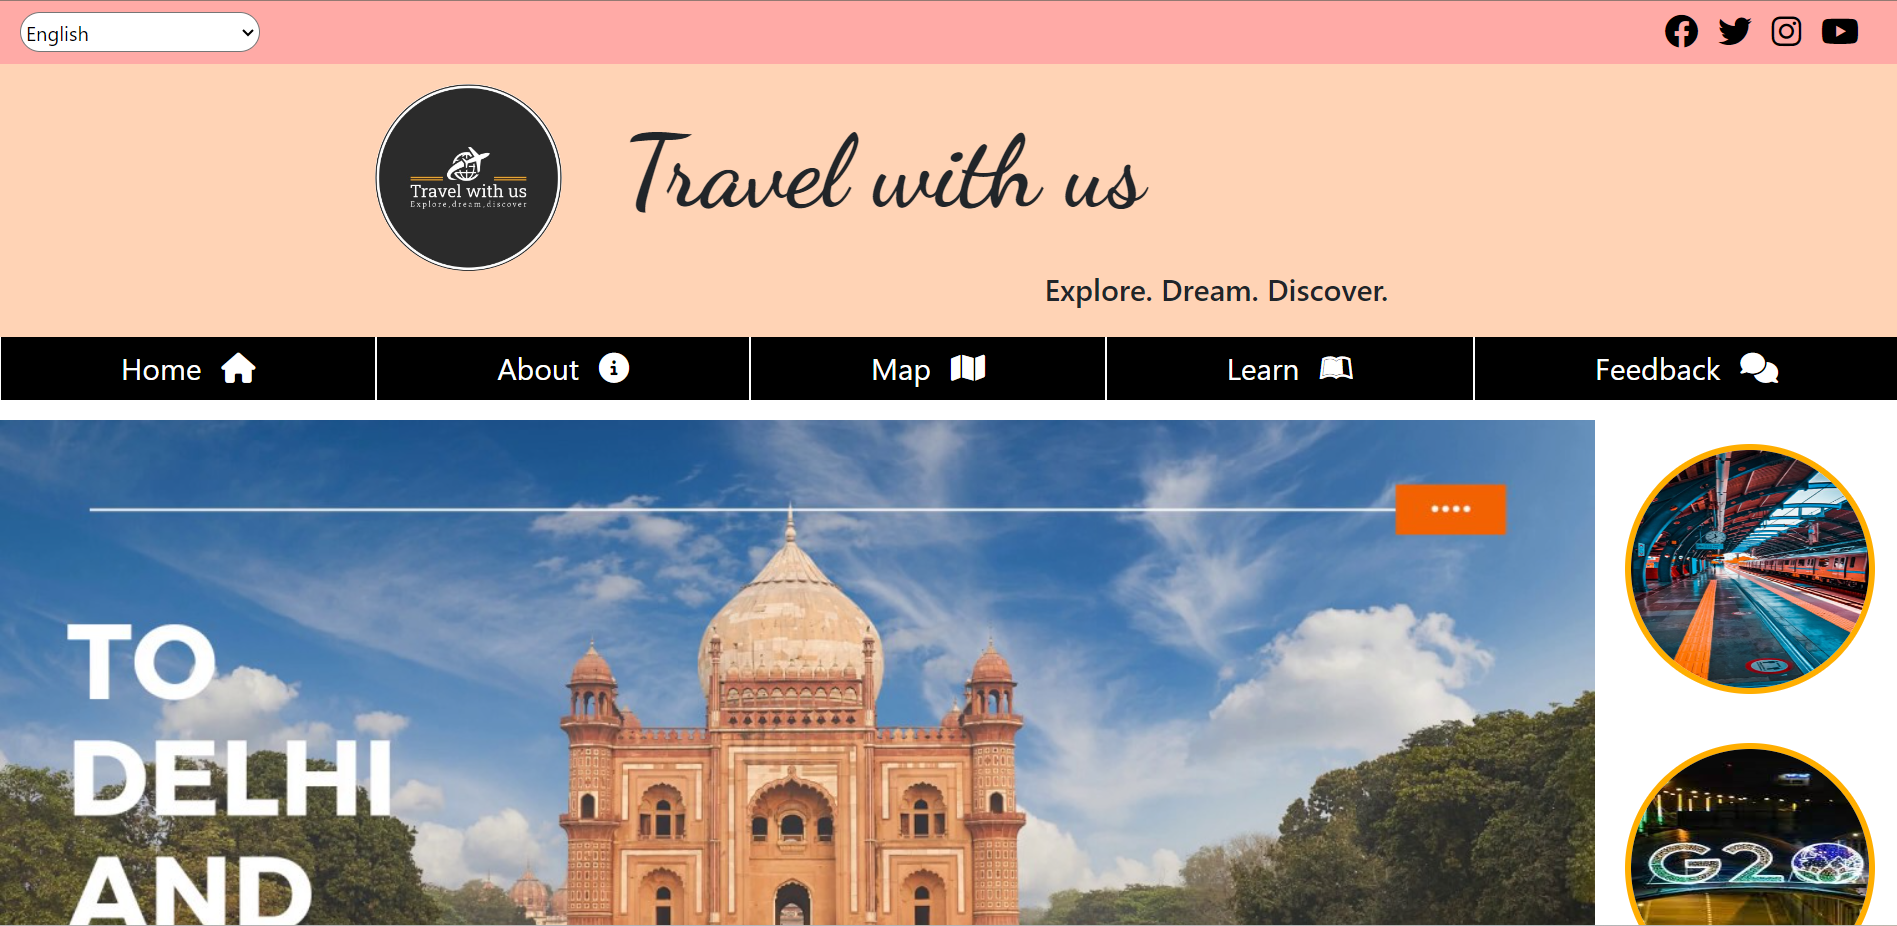 English
Travel with us
Explore,dream,discover
Travel with us
Explore. Dream. Discover.
Home
About
Map
Learn
Feedback
TO
DELHI
AND
G20